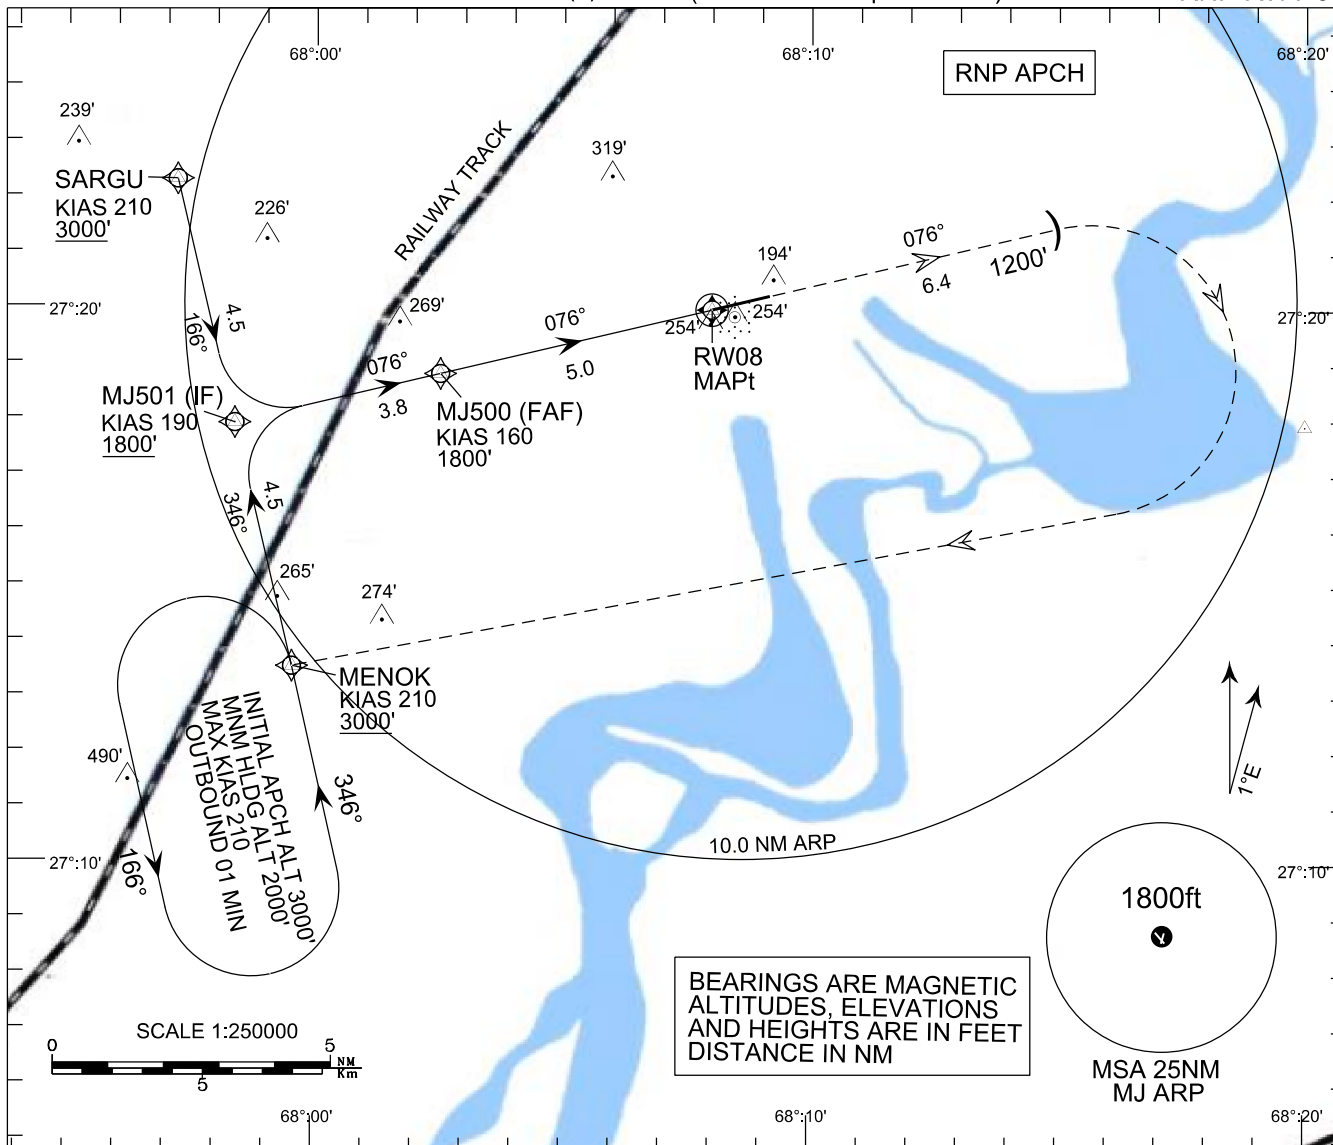 68°:00'
68°:10'
68°:20'
RNP APCH
239'
319'
RAILWAY TRACK
SARGU
KIAS 210
3000'
226'
076°
1200'
6.4
194'
27°:20'
4.5
166°
269'
254'
254'
27°:20'
076°
5.0
RW08
MAPt
076°
3.8
MJ501 (IF)
KIAS 190
1800'
MJ500 (FAF)
KIAS 160
1800'
4.5
346°
265'
274'
MENOK
KIAS 210
3000'
490'
INITIAL APCH ALT 3000'
MNM HLDG ALT 2000'
MAX KIAS 210
OUTBOUND 01 MIN
346°
166°
1°E
10.0 NM ARP
27°:10'
27°:10'
1800ft
BEARINGS ARE MAGNETIC
ALTITUDES, ELEVATIONS
AND HEIGHTS ARE IN FEET
DISTANCE IN NM
SCALE 1:250000
0
5
NM
Km
5
MSA 25NM
MJ ARP
68°:00'
68°:10'
68°:20'